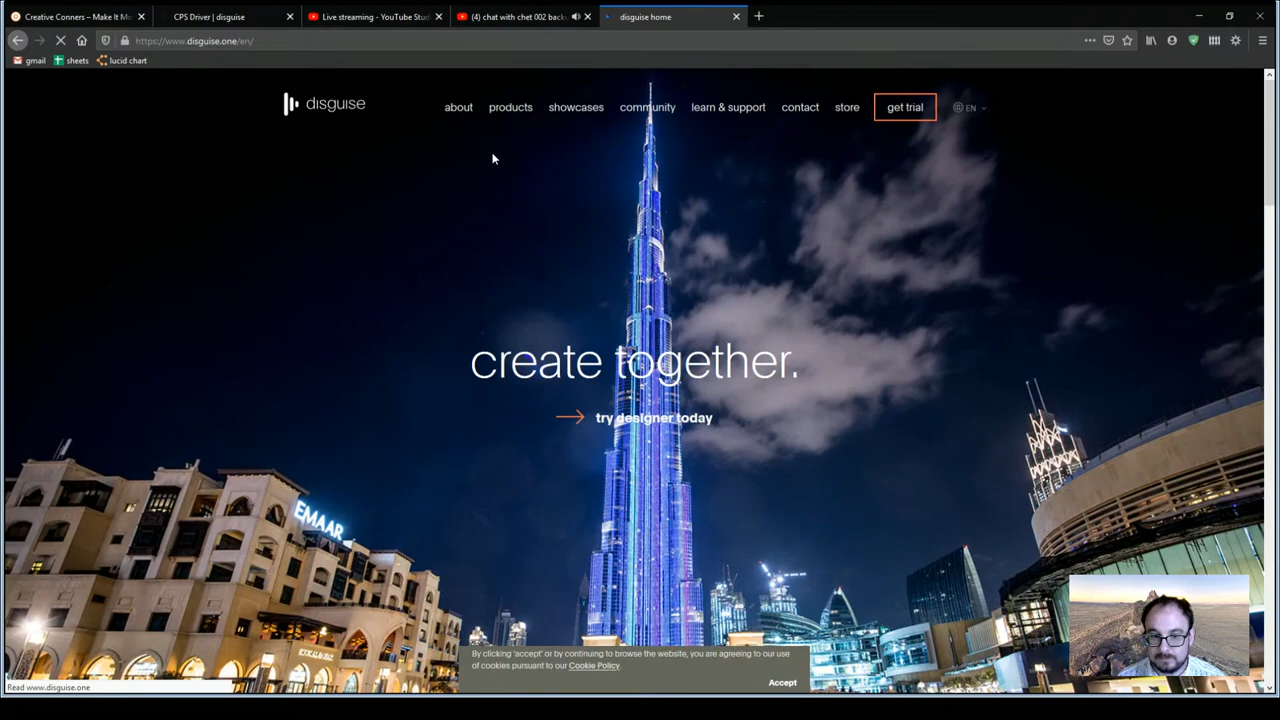 Creative Conners – Make It Mo
CPS Driver | disguise
Live streaming - YouTube Stud
(4) chat with chet 002 back
disguise home
https://www.disguise.one/en/
gmail
sheets
lucid chart
disguise
about
products
showcases
community
learn & support
contact
store
get trial
EN
create together.
try designer today
EMAAR
By clicking 'accept' or by continuing to browse the website, you are agreeing to our use
of cookies pursuant to our Cookie Policy.
Accept
Read www.disguise.one